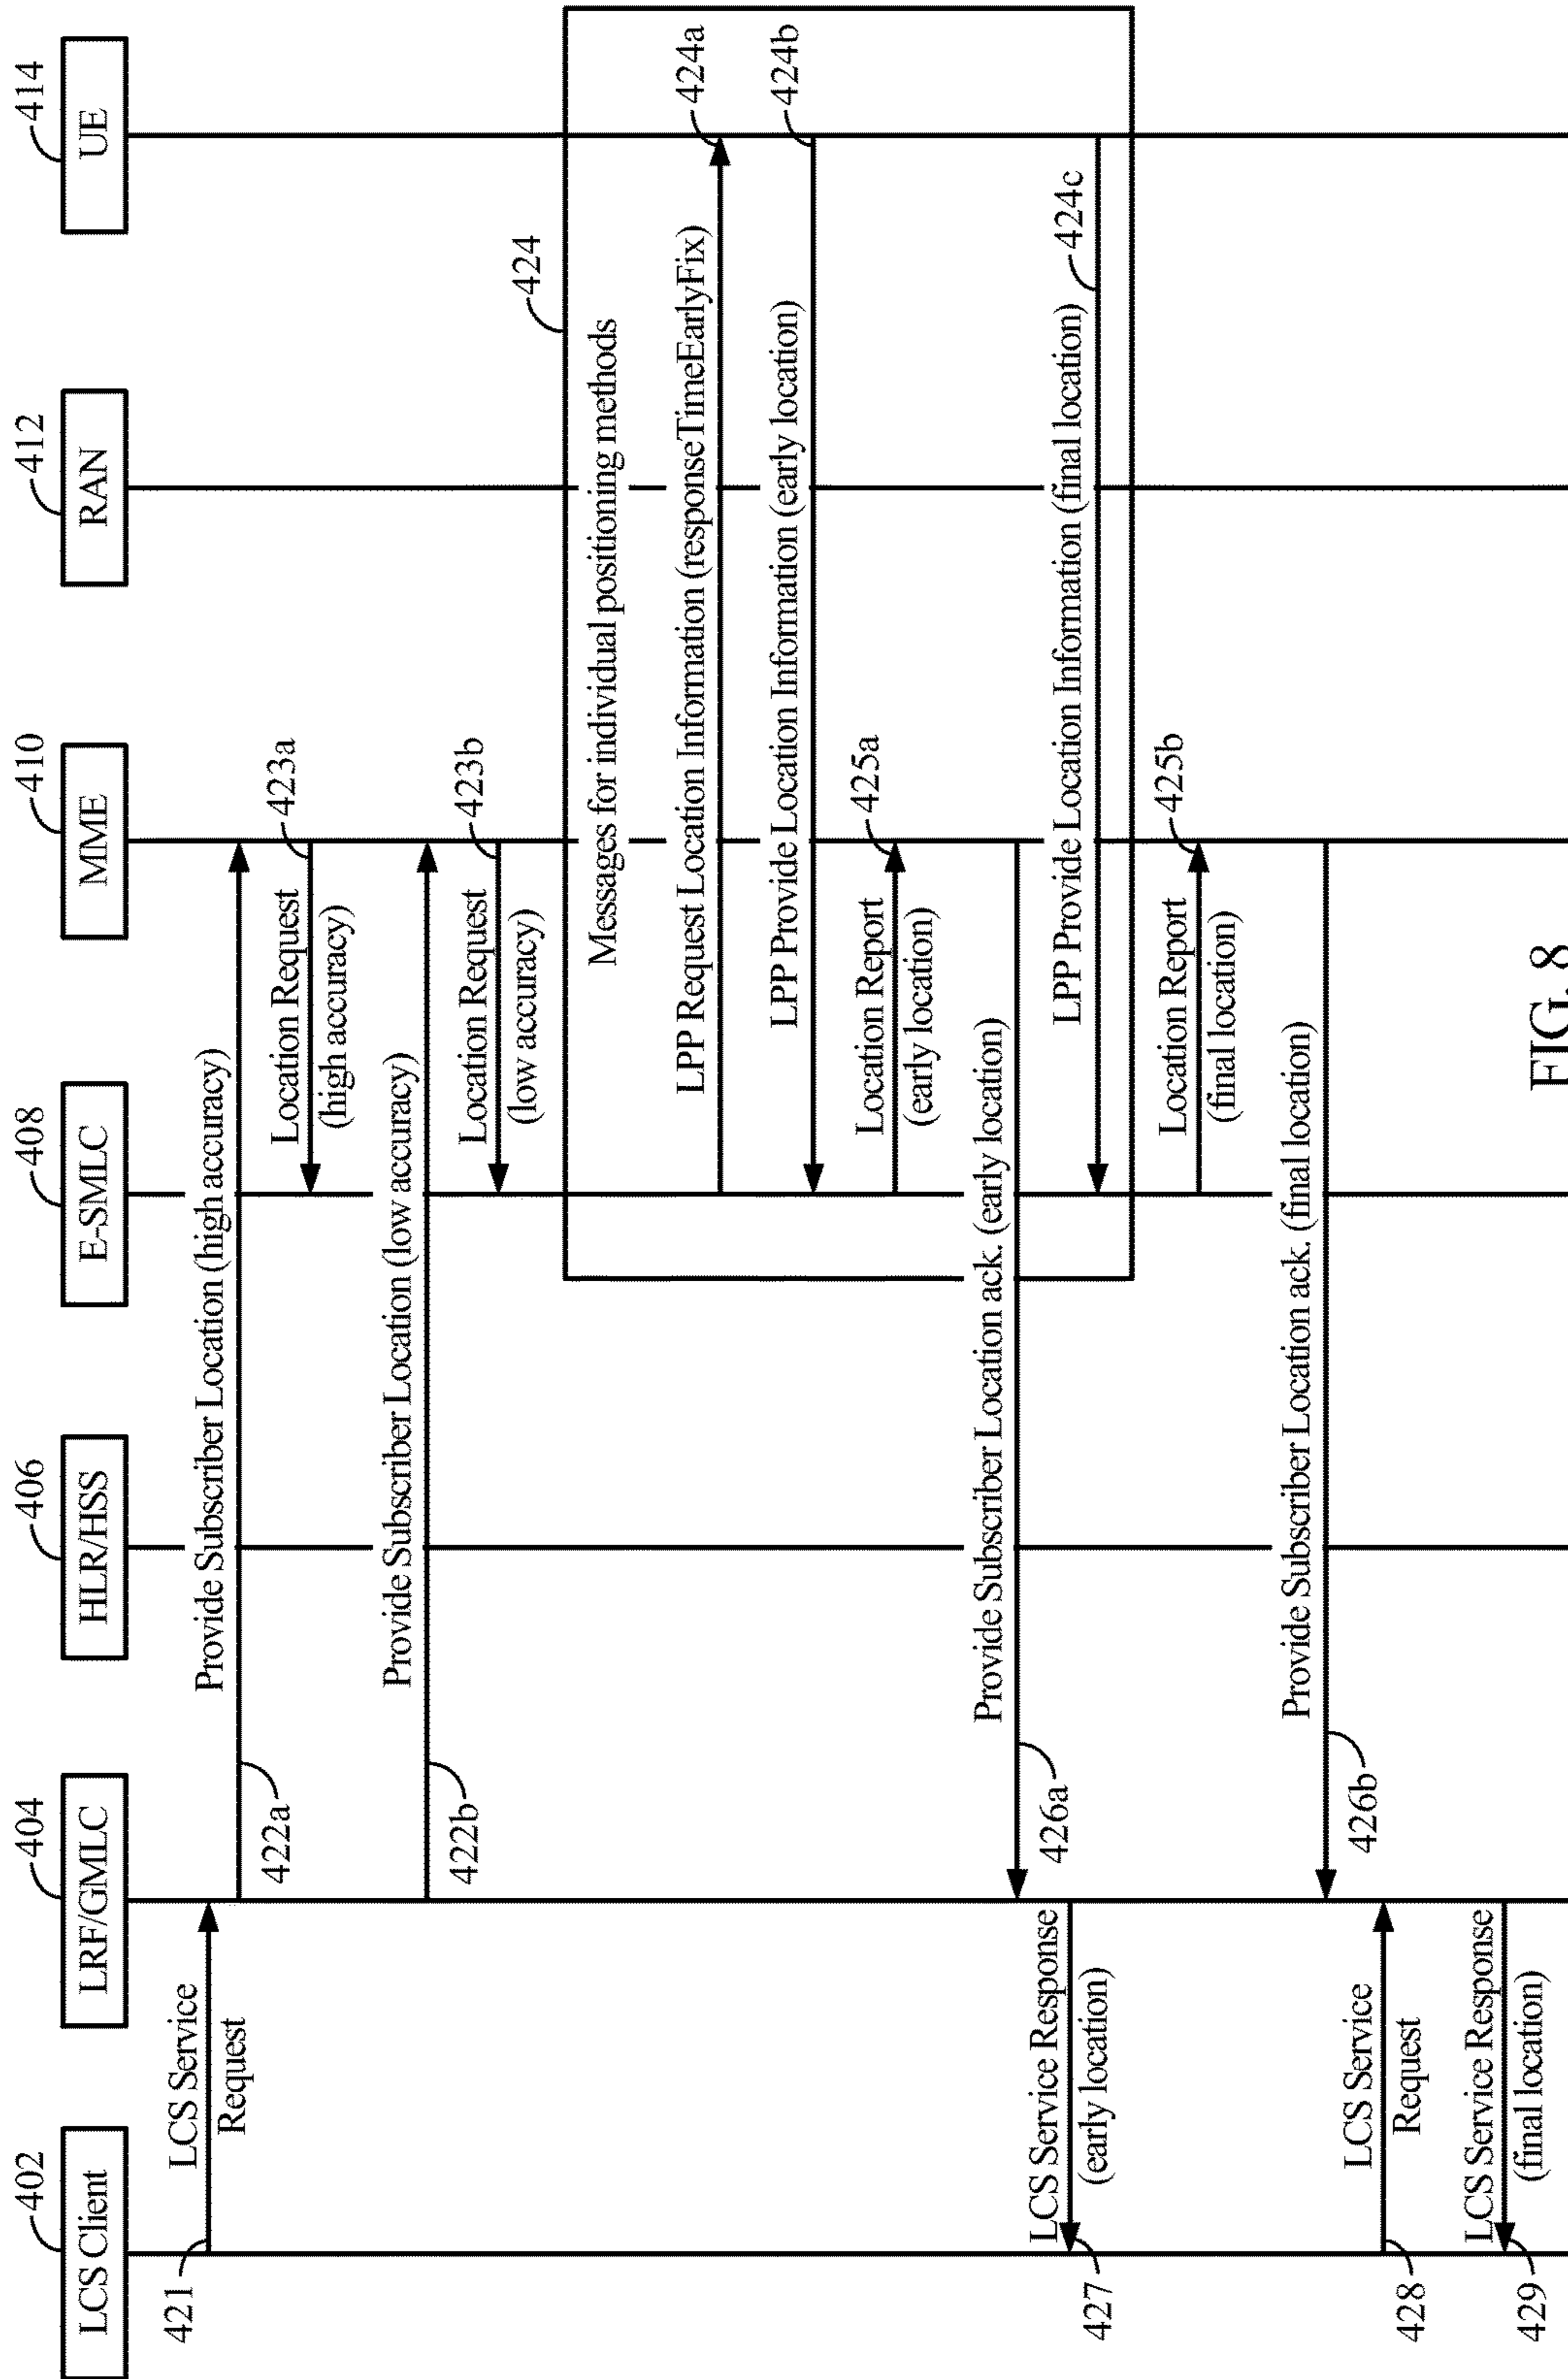 402
404
406
408
410
412
414
LCS Client
LRF/GMLC
HLR/HSS
E-SMLC
MME
RAN
UE
421
LCS Service
Request
Provide Subscriber Location (high accuracy)
422a
423a
Location Request
(high accuracy)
Provide Subscriber Location (low accuracy)
422b
423b
Location Request
(low accuracy)
424
Messages for individual positioning methods
LPP Request Location Information (responseTimeEarlyFix)
424a
LPP Provide Location Information (early location)
424b
425a
Location Report
(early location)
Provide Subscriber Location ack. (early location)
426a
LCS Service Response
(early location)
427
LPP Provide Location Information (final location)
424c
425b
Location Report
(final location)
Provide Subscriber Location ack. (final location)
426b
LCS Service
Request
428
LCS Service Response
(final location)
429
FIG. 8